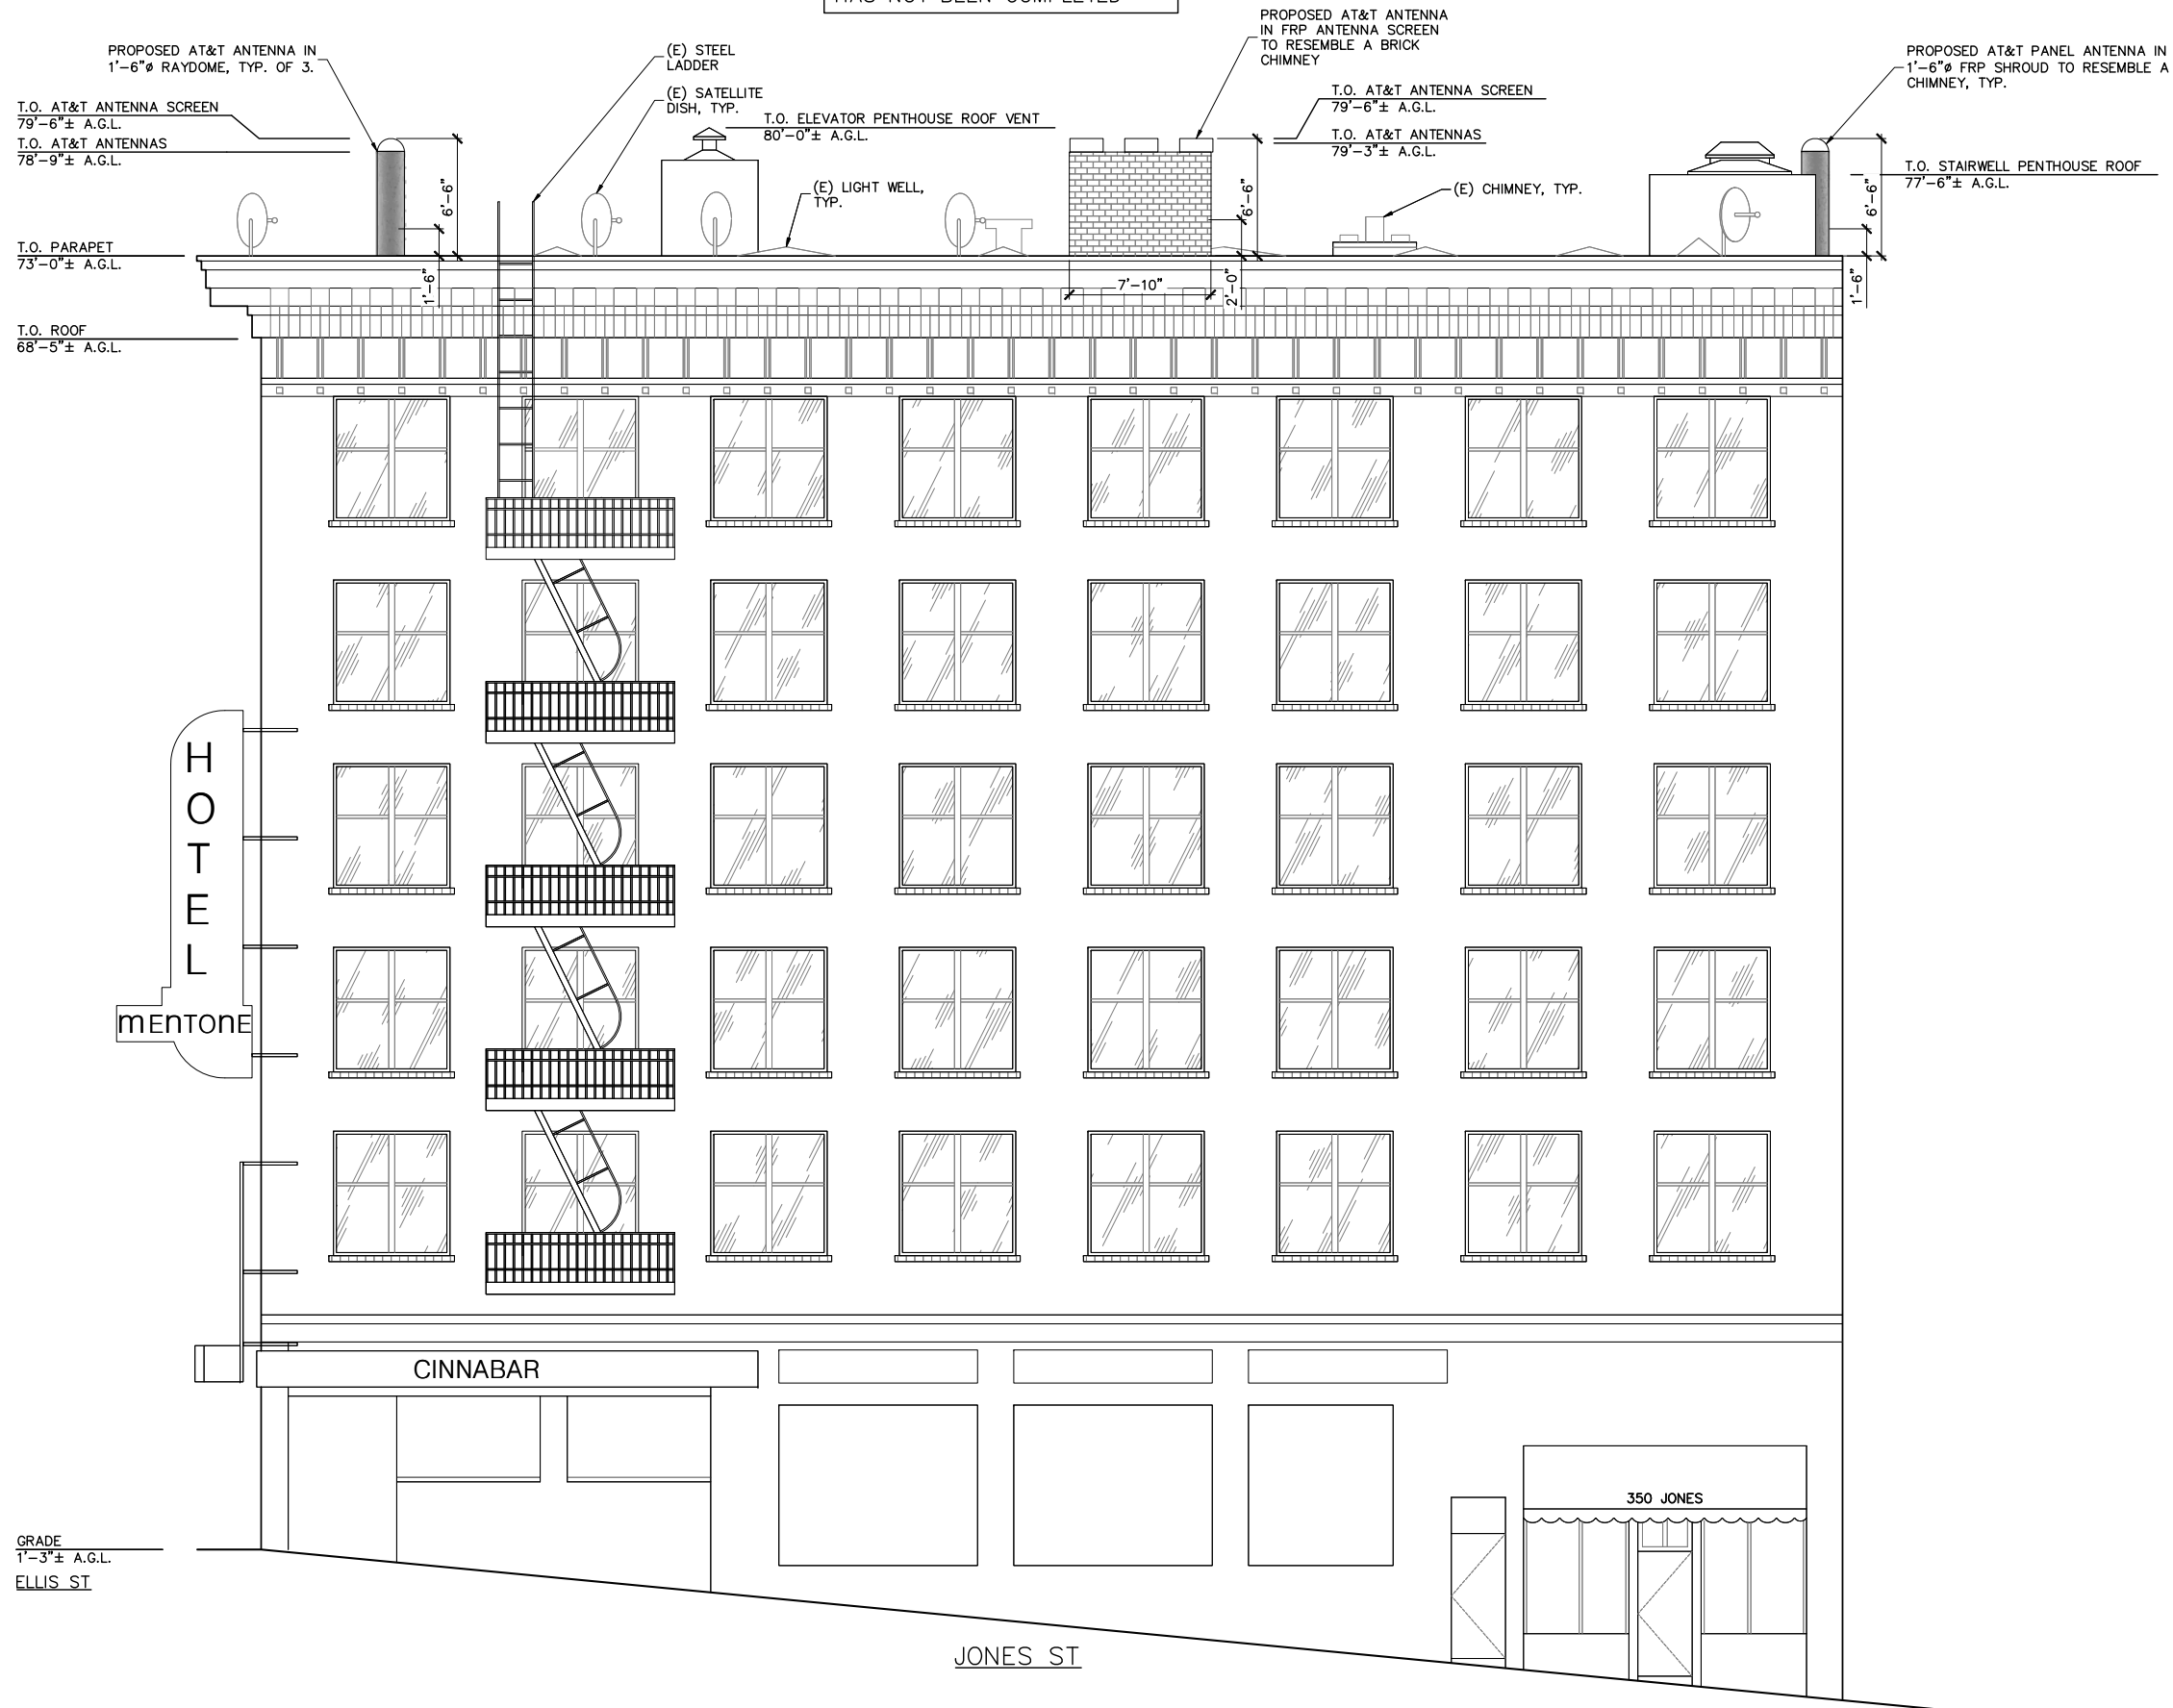 HAS NOT BEEN COMPLETED
PROPOSED AT&T ANTENNA IN
1'-6"ø RAYDOME, TYP. OF 3.
(E) STEEL
LADDER
(E) SATELLITE
DISH, TYP.
PROPOSED AT&T ANTENNA
IN FRP ANTENNA SCREEN
TO RESEMBLE A BRICK
CHIMNEY
PROPOSED AT&T PANEL ANTENNA IN
1'-6"ø FRP SHROUD TO RESEMBLE A
CHIMNEY, TYP.
T.O. AT&T ANTENNA SCREEN
79'-6"± A.G.L.
T.O. AT&T ANTENNAS
78'-9"± A.G.L.
T.O. ELEVATOR PENTHOUSE ROOF VENT
80'-0"± A.G.L.
T.O. AT&T ANTENNA SCREEN
79'-6"± A.G.L.
T.O. AT&T ANTENNAS
79'-3"± A.G.L.
T.O. STAIRWELL PENTHOUSE ROOF
77'-6"± A.G.L.
(E) LIGHT WELL,
TYP.
(E) CHIMNEY, TYP.
6'-6"
6'-6"
6'-6"
T.O. PARAPET
73'-0"± A.G.L.
1'-6"
7'-10"
2'-0"
1'-6"
T.O. ROOF
68'-5"± A.G.L.
H
O
T
E
L
mEnTOnE
CINNABAR
350 JONES
GRADE
1'-3"± A.G.L.
ELLIS ST
JONES ST